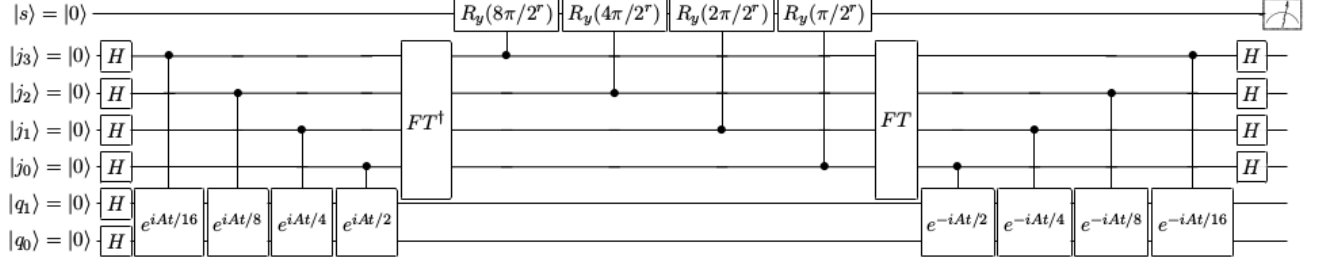 |s⟩ = |0⟩ R_y(8π/2^r) R_y(4π/2^r) R_y(2π/2^r) R_y(π/2^r)
|j_3⟩ = |0⟩ H H
|j_2⟩ = |0⟩ H H
|j_1⟩ = |0⟩ H FT^† FT H
|j_0⟩ = |0⟩ H H
|q_1⟩ = |0⟩ H
e^{iAt/16} e^{iAt/8} e^{iAt/4} e^{iAt/2} e^{-iAt/2} e^{-iAt/4} e^{-iAt/8} e^{-iAt/16}
|q_0⟩ = |0⟩ H